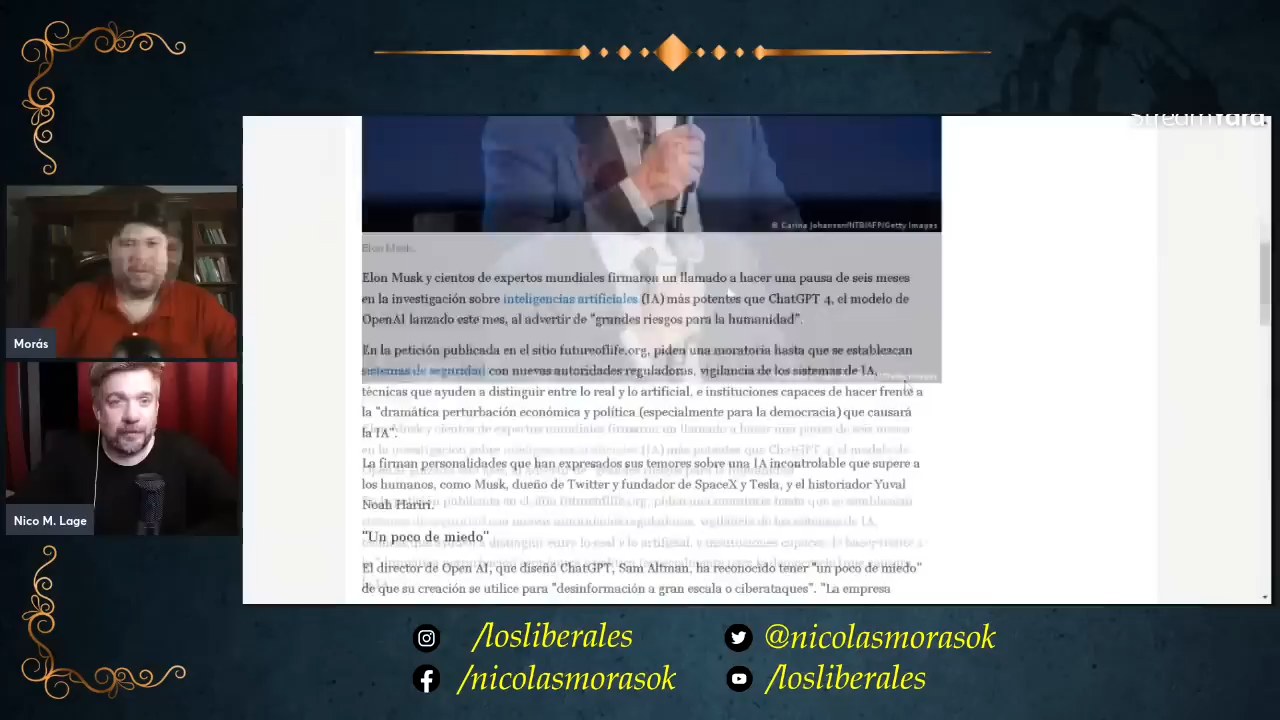 StreamYard
© Carina Johansen/NTB/AFP/Getty Images
Elon Musk.
Elon Musk y cientos de expertos mundiales firmaron un llamado a hacer una pausa de seis meses
en la investigación sobre inteligencias artificiales (IA) más potentes que ChatGPT 4, el modelo de
OpenAI lanzado este mes, al advertir de "grandes riesgos para la humanidad".
En la petición publicada en el sitio futureoflife.org, piden una moratoria hasta que se establezcan
sistemas de seguridad con nuevas autoridades reguladoras, vigilancia de los sistemas de IA,
técnicas que ayuden a distinguir entre lo real y lo artificial, e instituciones capaces de hacer frente a
la "dramática perturbación económica y política (especialmente para la democracia) que causará
la IA".
La firman personalidades que han expresados sus temores sobre una IA incontrolable que supere a
los humanos, como Musk, dueño de Twitter y fundador de SpaceX y Tesla, y el historiador Yuval
Noah Hariri.
"Un poco de miedo"
El director de Open AI, que diseñó ChatGPT, Sam Altman, ha reconocido tener "un poco de miedo"
de que su creación se utilice para "desinformación a gran escala o ciberataques". "La empresa
Morás
Nico M. Lage
/losliberales
@nicolasmorasok
/nicolasmorasok
/losliberales